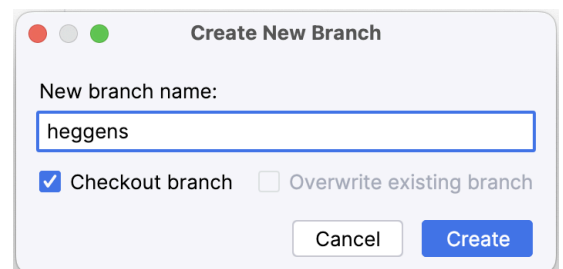 Create New Branch
New branch name:
heggens
Checkout branch Overwrite existing branch
Cancel Create